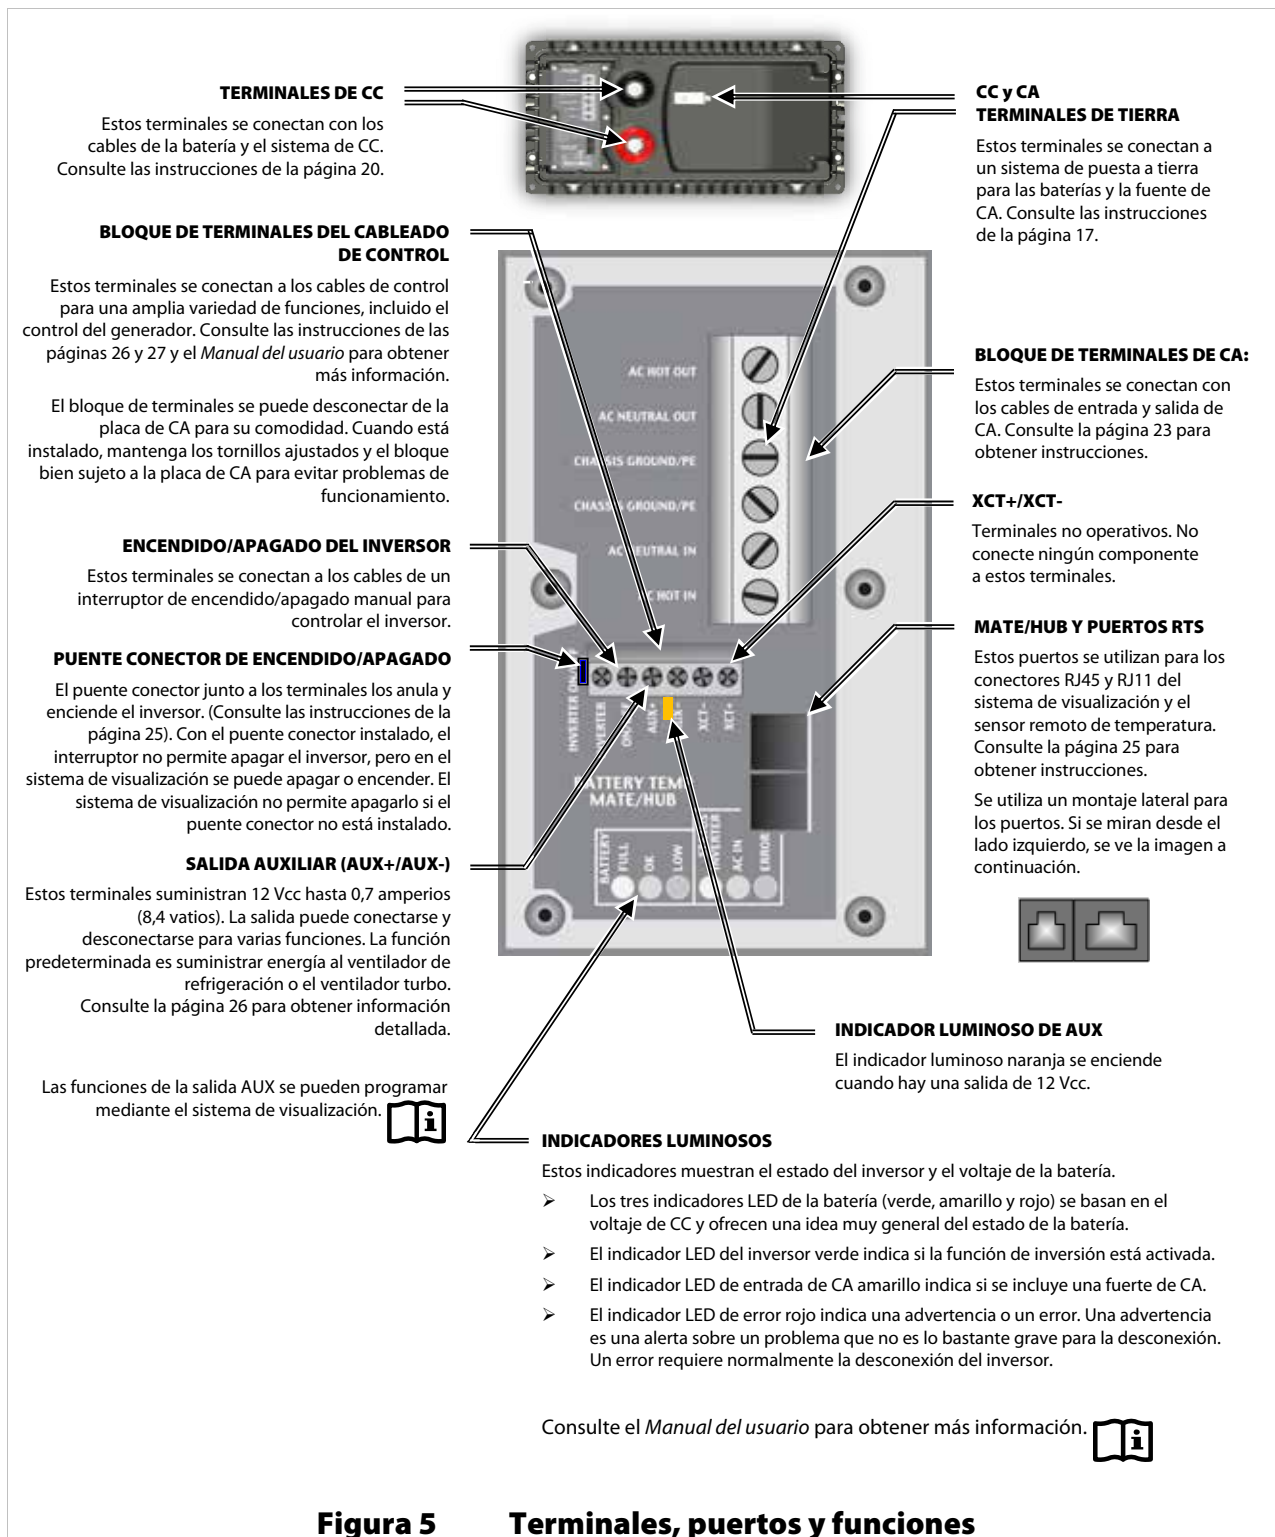 TERMINALES DE CC
Estos terminales se conectan con los
cables de la batería y el sistema de CC.
Consulte las instrucciones de la página 20.
BLOQUE DE TERMINALES DEL CABLEADO
DE CONTROL
Estos terminales se conectan a los cables de control
para una amplia variedad de funciones, incluido el
control del generador. Consulte las instrucciones de las
páginas 26 y 27 y el Manual del usuario para obtener
más información.
El bloque de terminales se puede desconectar de la
placa de CA para su comodidad. Cuando está
instalado, mantenga los tornillos ajustados y el bloque
bien sujeto a la placa de CA para evitar problemas de
funcionamiento.
ENCENDIDO/APAGADO DEL INVERSOR
Estos terminales se conectan a los cables de un
interruptor de encendido/apagado manual para
controlar el inversor.
PUENTE CONECTOR DE ENCENDIDO/APAGADO
El puente conector junto a los terminales los anula y
enciende el inversor. (Consulte las instrucciones de la
página 25). Con el puente conector instalado, el
interruptor no permite apagar el inversor, pero en el
sistema de visualización se puede apagar o encender. El
sistema de visualización no permite apagarlo si el
puente conector no está instalado.
SALIDA AUXILIAR (AUX+/AUX-)
Estos terminales suministran 12 Vcc hasta 0,7 amperios
(8,4 vatios). La salida puede conectarse y
desconectarse para varias funciones. La función
predeterminada es suministrar energía al ventilador de
refrigeración o el ventilador turbo.
Consulte la página 26 para obtener información
detallada.
Las funciones de la salida AUX se pueden programar
mediante el sistema de visualización.
AC HOT OUT
AC NEUTRAL OUT
CHASSIS GROUND/PE
CHASSIS GROUND/PE
AC NEUTRAL IN
AC HOT IN
INVERTER ON/
INVERTER
ON/
AUX+
XCT-
XCT+
BATTERY TEMP
MATE/HUB
BATTERY
FULL
OK
LOW
INVERTER
AC IN
ERROR
CC y CA
TERMINALES DE TIERRA
Estos terminales se conectan a
un sistema de puesta a tierra
para las baterías y la fuente de
CA. Consulte las instrucciones
de la página 17.
BLOQUE DE TERMINALES DE CA:
Estos terminales se conectan con
los cables de entrada y salida de
CA. Consulte la página 23 para
obtener instrucciones.
XCT+/XCT-
Terminales no operativos. No
conecte ningún componente
a estos terminales.
MATE/HUB Y PUERTOS RTS
Estos puertos se utilizan para los
conectores RJ45 y RJ11 del
sistema de visualización y el
sensor remoto de temperatura.
Consulte la página 25 para
obtener instrucciones.
Se utiliza un montaje lateral para
los puertos. Si se miran desde el
lado izquierdo, se ve la imagen a
continuación.
INDICADOR LUMINOSO DE AUX
El indicador luminoso naranja se enciende
cuando hay una salida de 12 Vcc.
INDICADORES LUMINOSOS
Estos indicadores muestran el estado del inversor y el voltaje de la batería.
➢ Los tres indicadores LED de la batería (verde, amarillo y rojo) se basan en el
voltaje de CC y ofrecen una idea muy general del estado de la batería.
➢ El indicador LED del inversor verde indica si la función de inversión está activada.
➢ El indicador LED de entrada de CA amarillo indica si se incluye una fuerte de CA.
➢ El indicador LED de error rojo indica una advertencia o un error. Una advertencia
es una alerta sobre un problema que no es lo bastante grave para la desconexión.
Un error requiere normalmente la desconexión del inversor.
Consulte el Manual del usuario para obtener más información.
Figura 5 Terminales, puertos y funciones